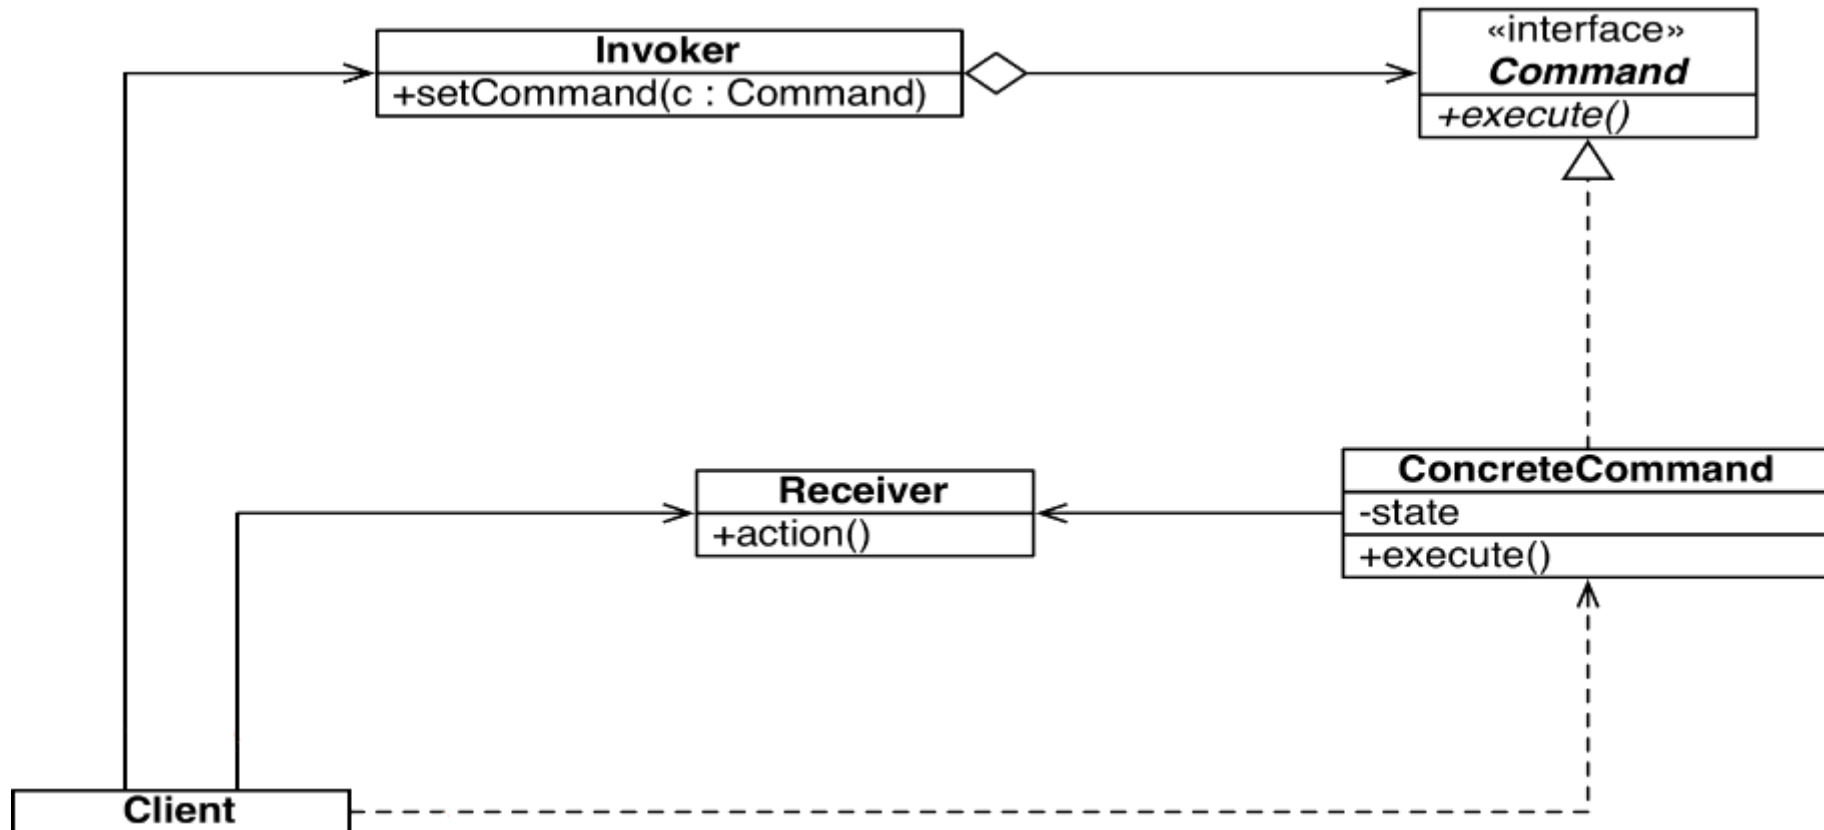 Invoker
+setCommand(c : Command)
«interface»
Command
+execute()
Receiver
+action()
ConcreteCommand
-state
+execute()
Client